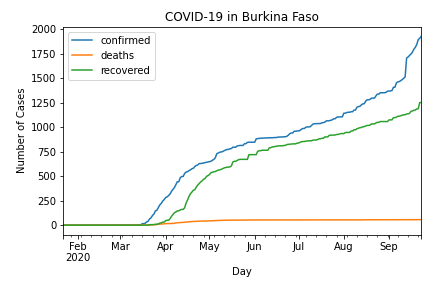 COVID-19 in Burkina Faso
confirmed
deaths
recovered
2000
1750
1500
1250
1000
750
500
250
0
Number of Cases
Feb Mar Apr May Jun Jul Aug Sep
2020
Day